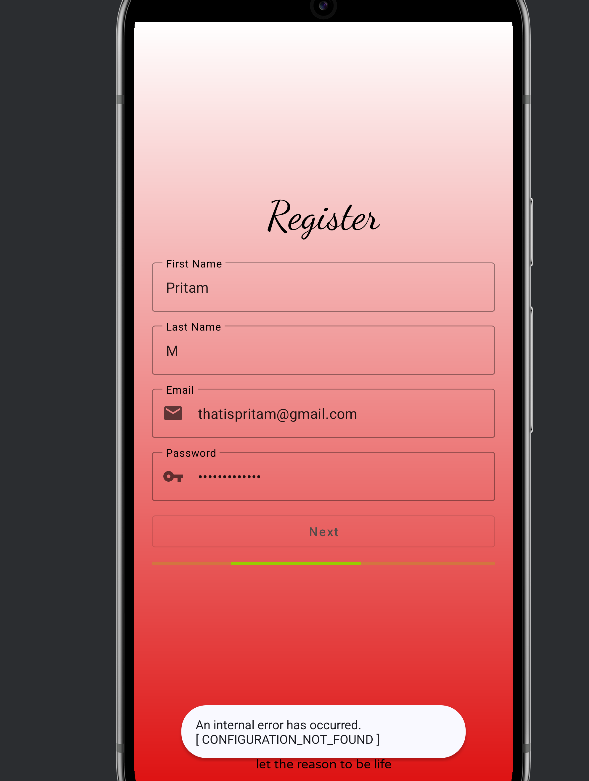 Register
First Name
Pritam
Last Name
M
Email
thatispritam@gmail.com
Password
Next
An internal error has occurred.
[ CONFIGURATION_NOT_FOUND ]
let the reason to be life